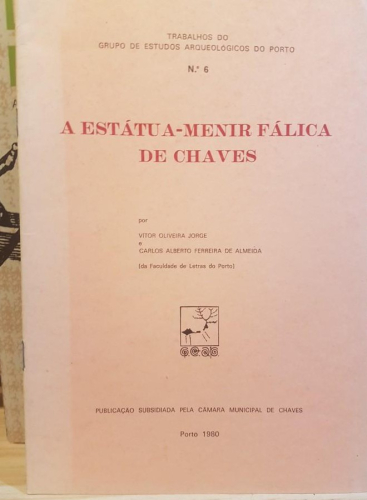 TRABALHOS DO
GRUPO DE ESTUDOS ARQUEOLÓGICOS DO PORTO
N.º 6
A ESTÁTUA-MENIR FÁLICA
DE CHAVES
por
VITOR OLIVEIRA JORGE
e
CARLOS ALBERTO FERREIRA DE ALMEIDA
(da Faculdade de Letras do Porto)
PUBLICAÇÃO SUBSIDIADA PELA CÂMARA MUNICIPAL DE CHAVES
Porto 1980